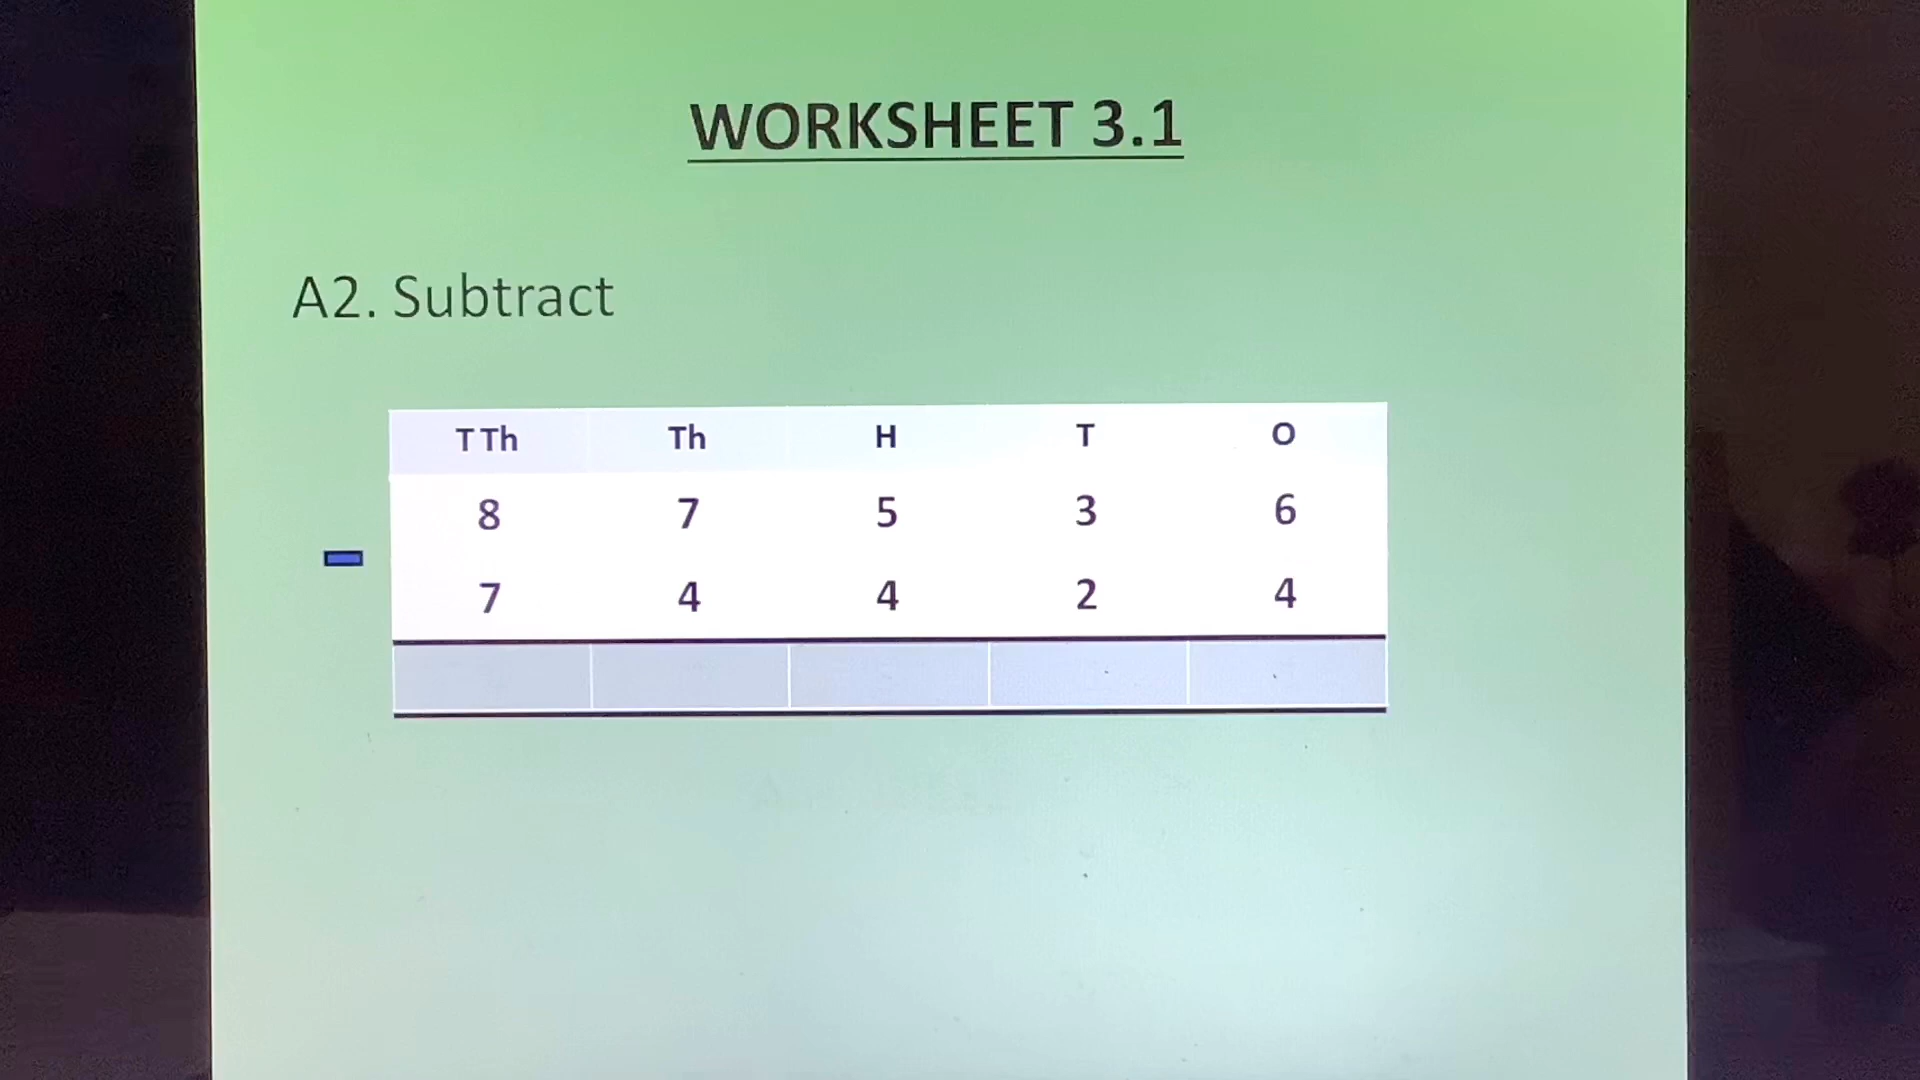 WORKSHEET 3.1
A2. Subtract
T Th Th H T O
8 7 5 3 6
-
7 4 4 2 4